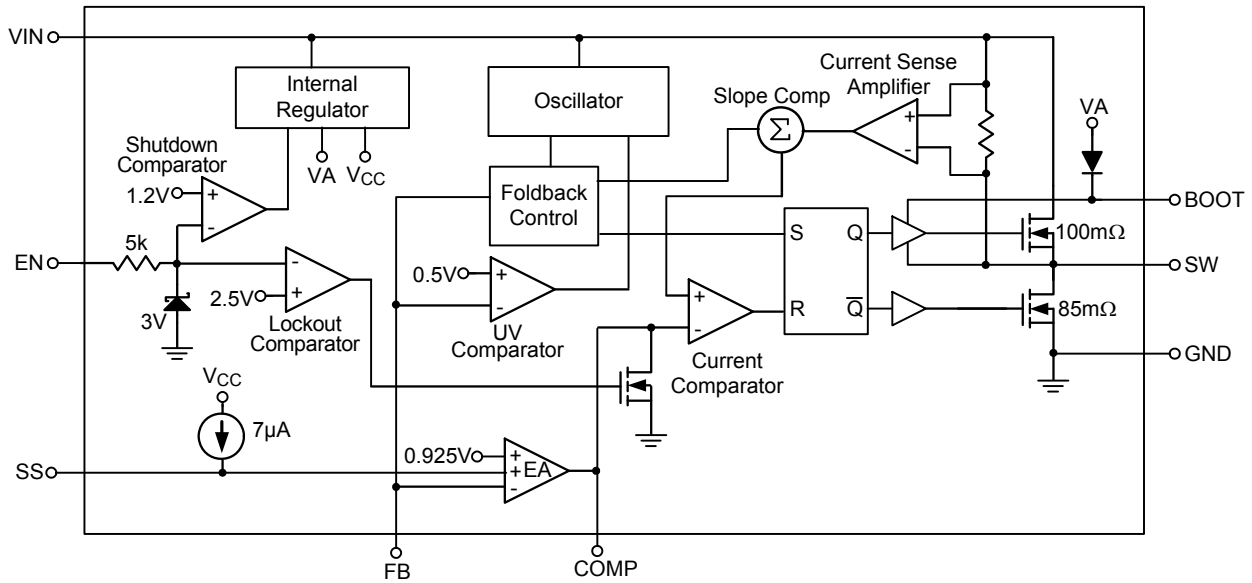 VIN
Internal
Regulator
Oscillator
Current Sense
Amplifier
Slope Comp
Σ
+
-
VA
Shutdown
Comparator
VA
VCC
1.2V
+
-
Foldback
Control
BOOT
5k
EN
S
Q
100mΩ
SW
-
+
2.5V
0.5V
+
-
3V
Lockout
Comparator
UV
Comparator
+
-
R
Q
85mΩ
Current
Comparator
GND
VCC
7µA
0.925V
+
+
-
EA
SS
FB
COMP